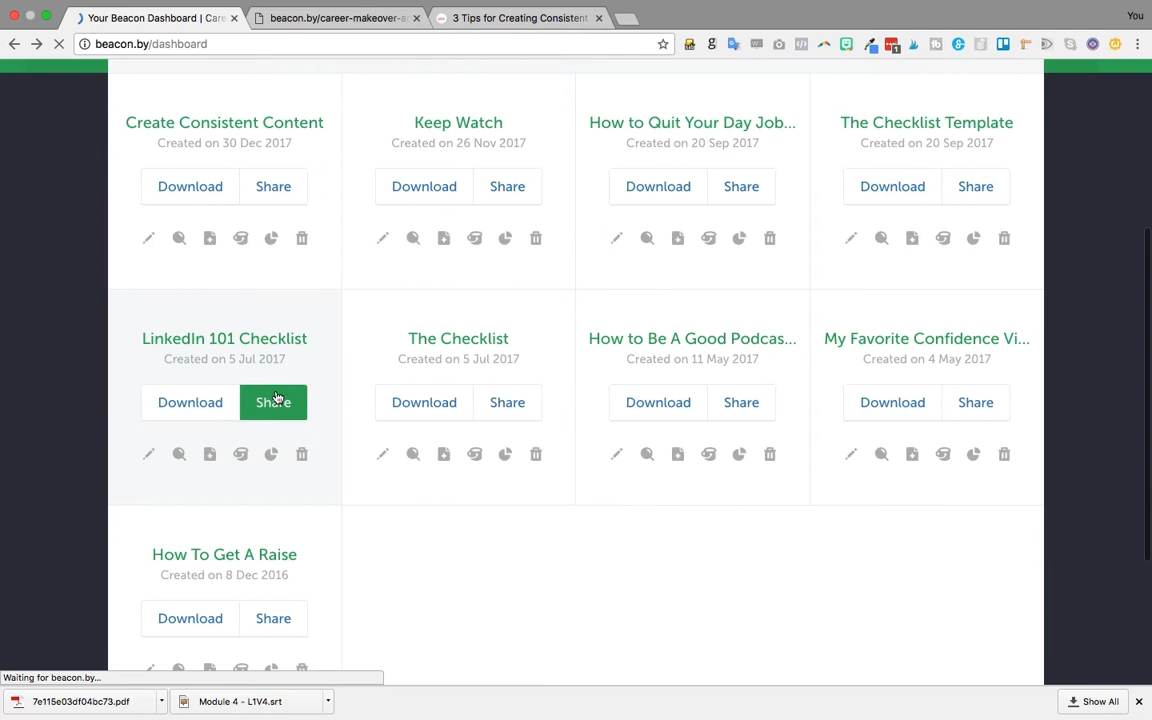 Your Beacon Dashboard | Care
beacon.by/career-makeover-a
3 Tips for Creating Consistent
You
beacon.by/dashboard
Create Consistent Content
Created on 30 Dec 2017
Download
Share
Keep Watch
Created on 26 Nov 2017
Download
Share
How to Quit Your Day Job...
Created on 20 Sep 2017
Download
Share
The Checklist Template
Created on 20 Sep 2017
Download
Share
LinkedIn 101 Checklist
Created on 5 Jul 2017
Download
Share
The Checklist
Created on 5 Jul 2017
Download
Share
How to Be A Good Podcas...
Created on 11 May 2017
Download
Share
My Favorite Confidence Vi...
Created on 4 May 2017
Download
Share
How To Get A Raise
Created on 8 Dec 2016
Download
Share
Waiting for beacon.by...
7e115e03df04bc73.pdf
Module 4 - L1V4.srt
Show All